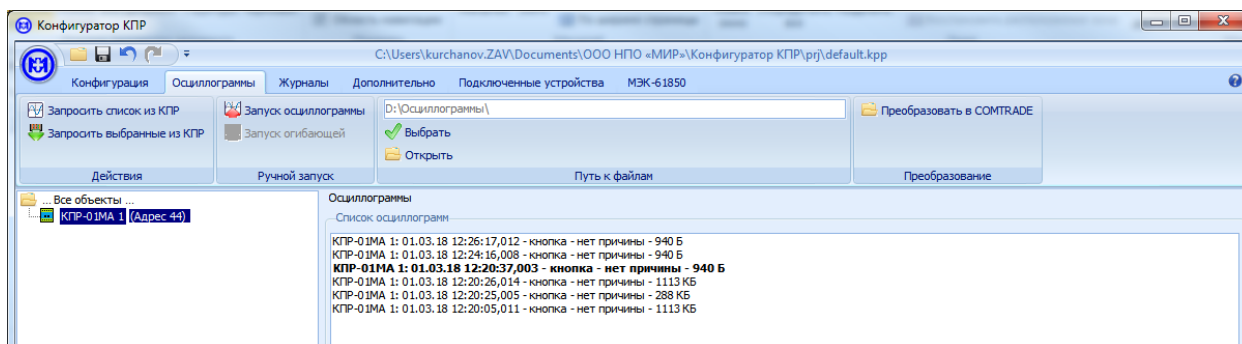 Конфигуратор КПР
C:\Users\kurchanov.ZAV\Documents\ООО НПО «МИР»\Конфигуратор КПР\prj\default.kpp
Конфигурация Осциллограммы Журналы Дополнительно Подключенные устройства МЭК-61850
Запросить список из КПР
Запросить выбранные из КПР
Действия
Запуск осциллограммы
Запуск огибающей
Ручной запуск
D:\Осциллограммы\
Выбрать
Открыть
Путь к файлам
Преобразовать в COMTRADE
Преобразование
... Все объекты ...
КПР-01МА 1 (Адрес 44)
Осциллограммы
Список осциллограмм
КПР-01МА 1: 01.03.18 12:26:17,012 - кнопка - нет причины - 940 Б
КПР-01МА 1: 01.03.18 12:24:16,008 - кнопка - нет причины - 940 Б
КПР-01МА 1: 01.03.18 12:20:37,003 - кнопка - нет причины - 940 Б
КПР-01МА 1: 01.03.18 12:20:26,014 - кнопка - нет причины - 1113 КБ
КПР-01МА 1: 01.03.18 12:20:25,005 - кнопка - нет причины - 288 КБ
КПР-01МА 1: 01.03.18 12:20:05,011 - кнопка - нет причины - 1113 КБ